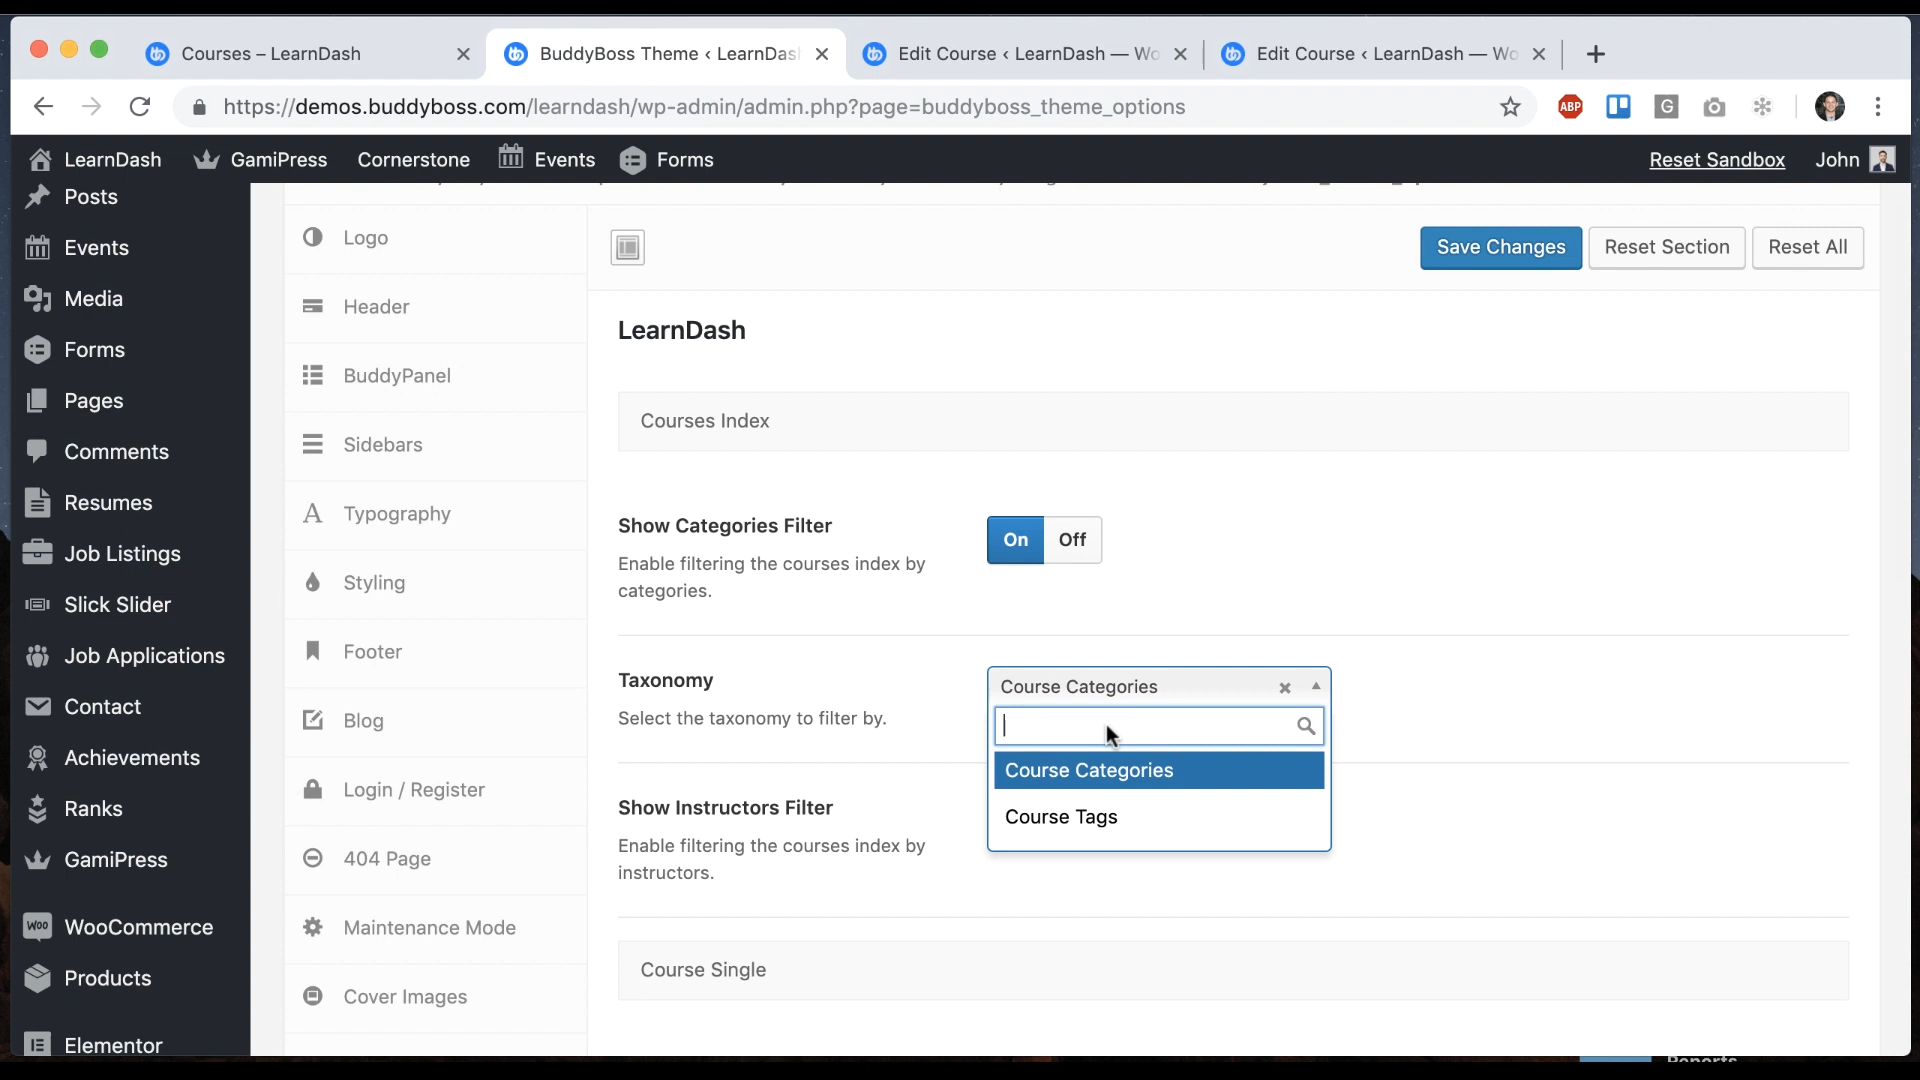 Courses – LearnDash
BuddyBoss Theme ‹ LearnDas
Edit Course ‹ LearnDash — Wo
Edit Course ‹ LearnDash — Wo
https://demos.buddyboss.com/learndash/wp-admin/admin.php?page=buddyboss_theme_options
ABP
G
LearnDash
GamiPress
Cornerstone
Events
Forms
Reset Sandbox
John
Posts
Events
Media
Forms
Pages
Comments
Resumes
Job Listings
Slick Slider
Job Applications
Contact
Achievements
Ranks
GamiPress
WOO
WooCommerce
Products
Elementor
Logo
Header
BuddyPanel
Sidebars
A
Typography
Styling
Footer
Blog
Login / Register
404 Page
Maintenance Mode
Cover Images
Save Changes
Reset Section
Reset All
LearnDash
Courses Index
Show Categories Filter
Enable filtering the courses index by
categories.
On
Off
Taxonomy
Select the taxonomy to filter by.
Course Categories
Course Categories
Course Tags
Show Instructors Filter
Enable filtering the courses index by
instructors.
Course Single
Reports